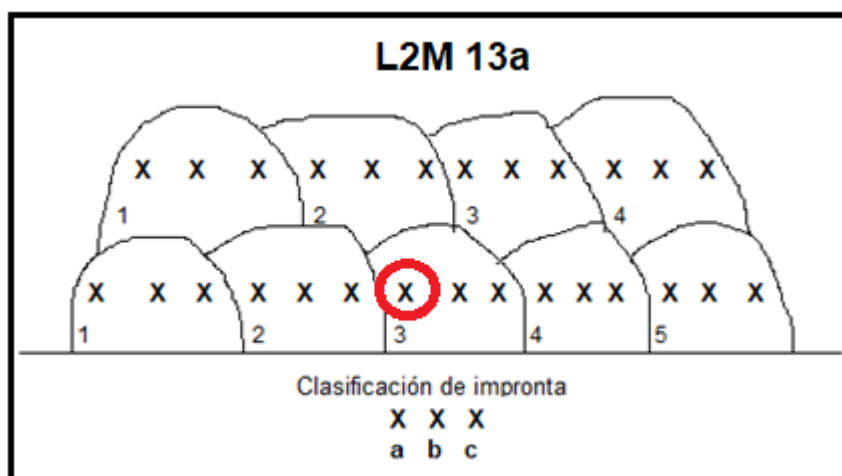 L2M 13a
X X X X X X X X X X X X
1 2 3 4
X X X X X X X X X X X X X X X
1 2 3 4 5
Clasificación de impronta
X X X
a b c